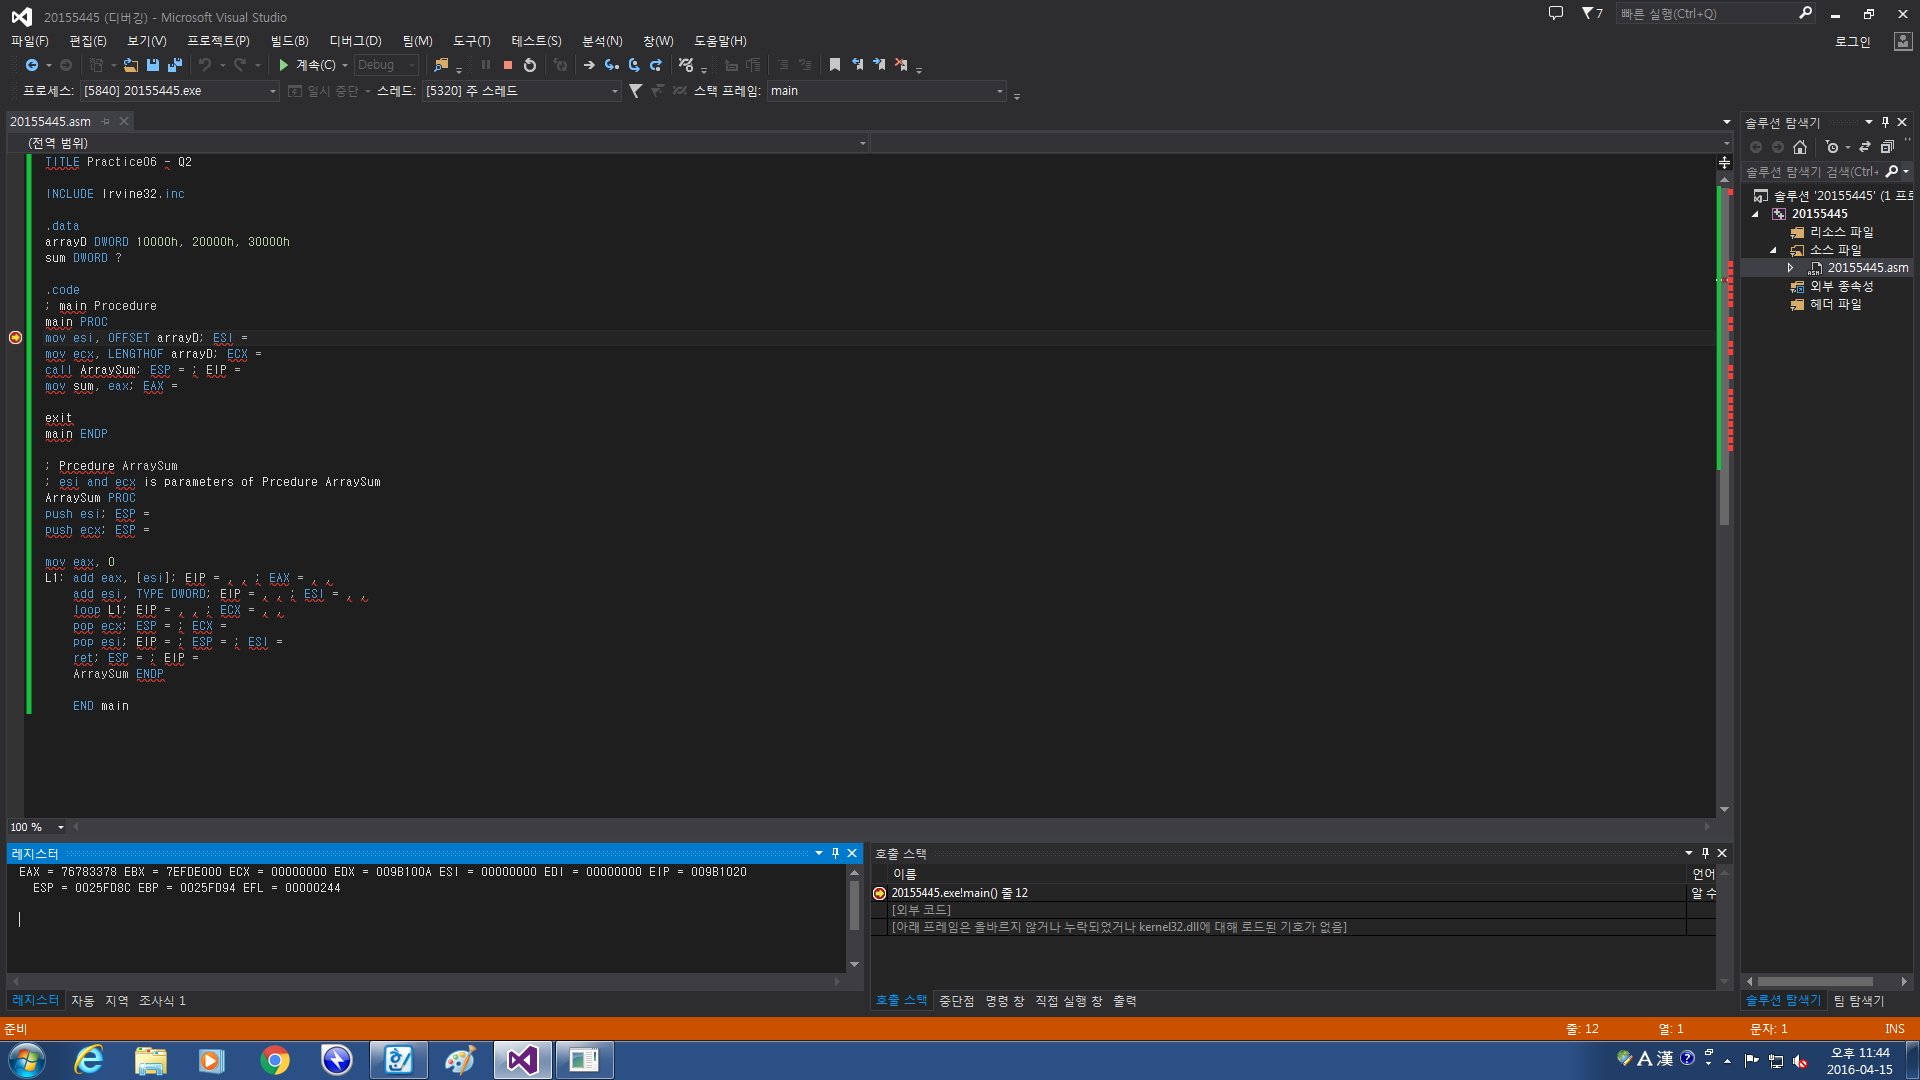 20155445 (디버깅) - Microsoft Visual Studio
7
빠른 실행(Ctrl+Q)
파일(F) 편집(E) 보기(V) 프로젝트(P) 빌드(B) 디버그(D) 팀(M) 도구(T) 테스트(S) 분석(N) 창(W) 도움말(H)
로그인
계속(C) Debug
프로세스: [5840] 20155445.exe 일시 중단 스레드: [5320] 주 스레드 스택 프레임: main
20155445.asm
(전역 범위)
TITLE Practice06 - Q2
INCLUDE Irvine32.inc
.data
arrayD DWORD 10000h, 20000h, 30000h
sum DWORD ?
.code
; main Procedure
main PROC
mov esi, OFFSET arrayD; ESI =
mov ecx, LENGTHOF arrayD; ECX =
call ArraySum; ESP = ; EIP =
mov sum, eax; EAX =
exit
main ENDP
; Prcedure ArraySum
; esi and ecx is parameters of Prcedure ArraySum
ArraySum PROC
push esi; ESP =
push ecx; ESP =
mov eax, 0
L1: add eax, [esi]; EIP = , , ; EAX = , ,
add esi, TYPE DWORD; EIP = , , ; ESI = , ,
loop L1; EIP = , , ; ECX = , ,
pop ecx; ESP = ; ECX =
pop esi; EIP = ; ESP = ; ESI =
ret; ESP = ; EIP =
ArraySum ENDP
END main
100 %
솔루션 탐색기
솔루션 탐색기 검색(Ctrl+
솔루션 '20155445' (1 프로
20155445
리소스 파일
소스 파일
20155445.asm
외부 종속성
헤더 파일
솔루션 탐색기 팀 탐색기
레지스터
EAX = 76783378 EBX = 7EFDE000 ECX = 00000000 EDX = 009B100A ESI = 00000000 EDI = 00000000 EIP = 009B1020
ESP = 0025FD8C EBP = 0025FD94 EFL = 00000244
레지스터 자동 지역 조사식 1
호출 스택
이름 언어
20155445.exe!main() 줄 12 알 수
[외부 코드]
[아래 프레임은 올바르지 않거나 누락되었거나 kernel32.dll에 대해 로드된 기호가 없음]
호출 스택 중단점 명령 창 직접 실행 창 출력
준비 줄: 12 열: 1 문자: 1 INS
A 漢
오후 11:44
2016-04-15